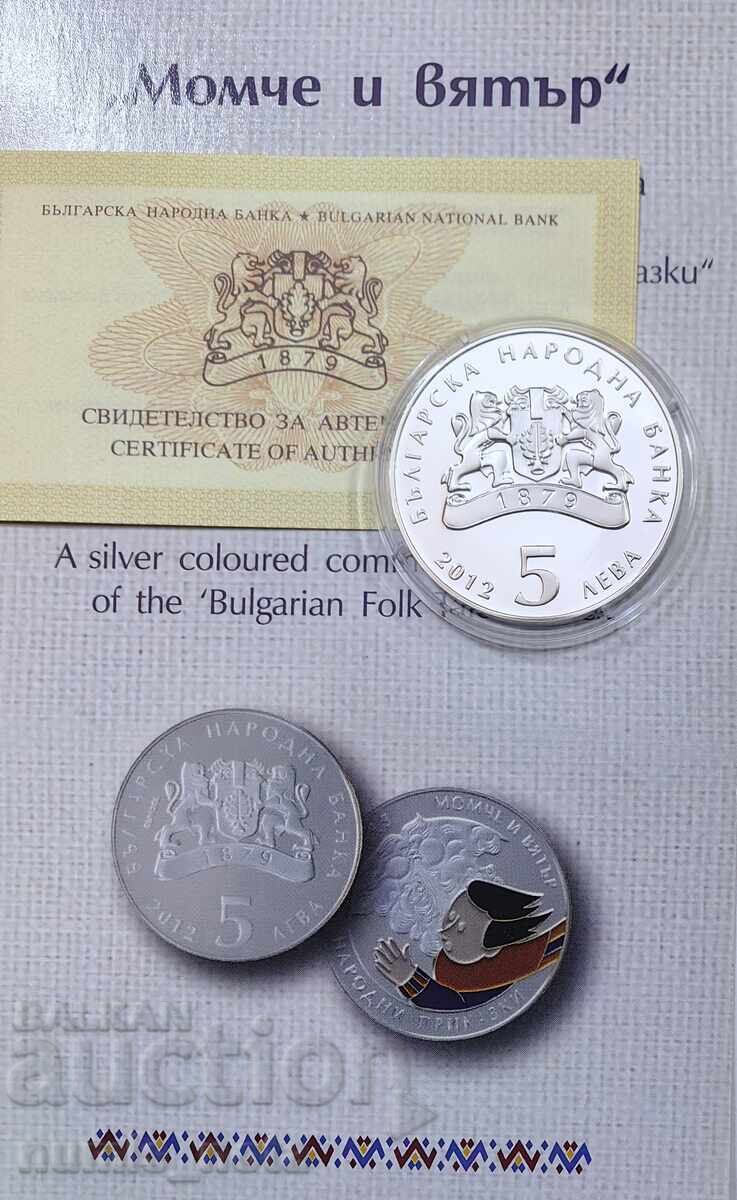 „Момче и вятър“
БЪЛГАРСКА НАРОДНА БАНКА ★ BULGARIAN NATIONAL BANK
а
азки“
1879
СВИДЕТЕЛСТВО ЗА АВТЕ
CERTIFICATE OF AUTHE
БЪЛГАРСКА НАРОДНА БАНКА
1879
2012 5 ЛЕВА
A silver coloured comm
of the ‘Bulgarian Folk Tale
БЪЛГАРСКА НАРОДНА БАНКА
1879
2012 5 ЛЕВА
МОМЧЕ И ВЯТЪР
НАРОДНИ ПРИКАЗКИ
BALKAN
auction